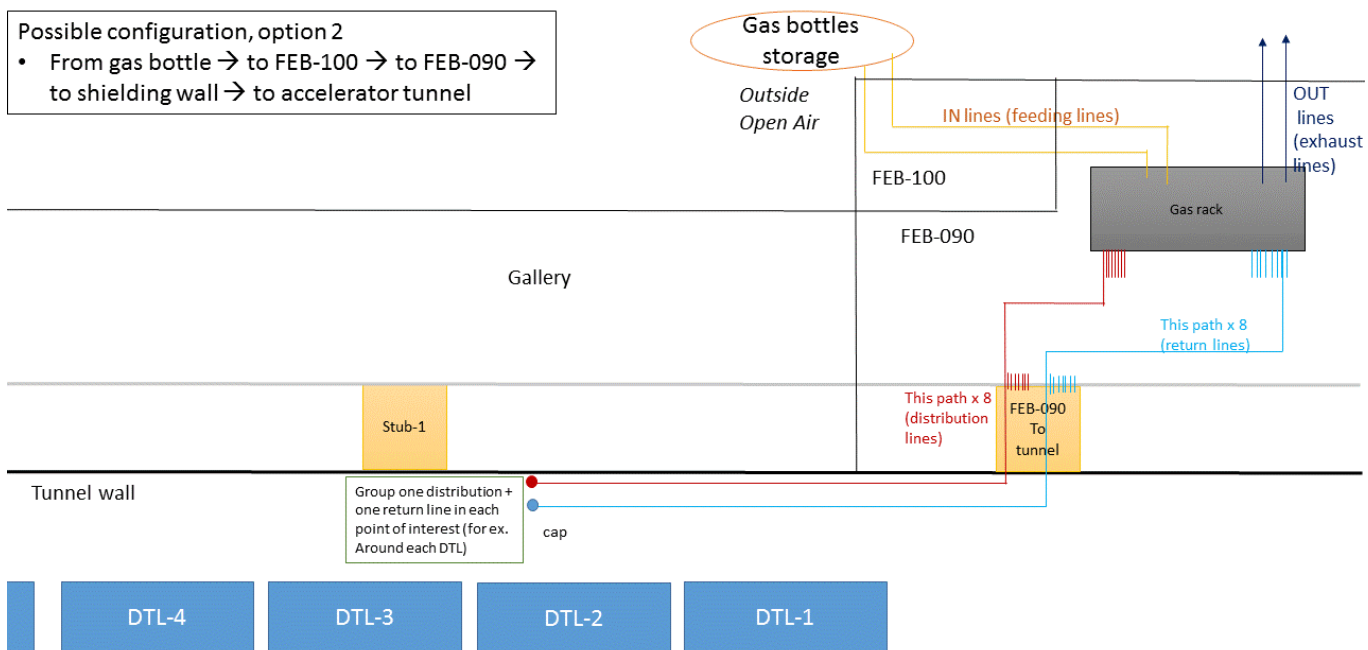 Possible configuration, option 2
• From gas bottle → to FEB-100 → to FEB-090 →
to shielding wall → to accelerator tunnel
Gas bottles
storage
Outside
Open Air
IN lines (feeding lines)
OUT
lines
(exhaust
lines)
FEB-100
Gas rack
FEB-090
Gallery
This path x 8
(return lines)
This path x 8
(distribution
lines)
Stub-1
FEB-090
To
tunnel
Tunnel wall
Group one distribution +
one return line in each
point of interest (for ex.
Around each DTL)
cap
DTL-4
DTL-3
DTL-2
DTL-1